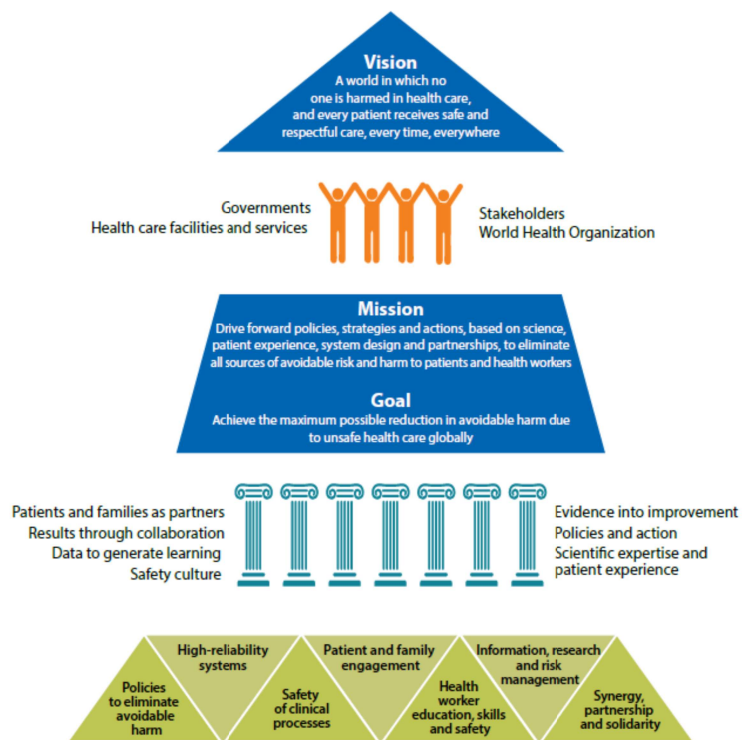 Vision
A world in which no
one is harmed in health care,
and every patient receives safe and
respectful care, every time, everywhere
Governments
Health care facilities and services
Stakeholders
World Health Organization
Mission
Drive forward policies, strategies and actions, based on science,
patient experience, system design and partnerships, to eliminate
all sources of avoidable risk and harm to patients and health workers
Goal
Achieve the maximum possible reduction in avoidable harm due
to unsafe health care globally
Patients and families as partners
Results through collaboration
Data to generate learning
Safety culture
Evidence into improvement
Policies and action
Scientific expertise and
patient experience
Policies
to eliminate
avoidable
harm
High-reliability
systems
Safety
of clinical
processes
Patient and family
engagement
Health
worker
education, skills
and safety
Information, research
and risk
management
Synergy,
partnership
and solidarity